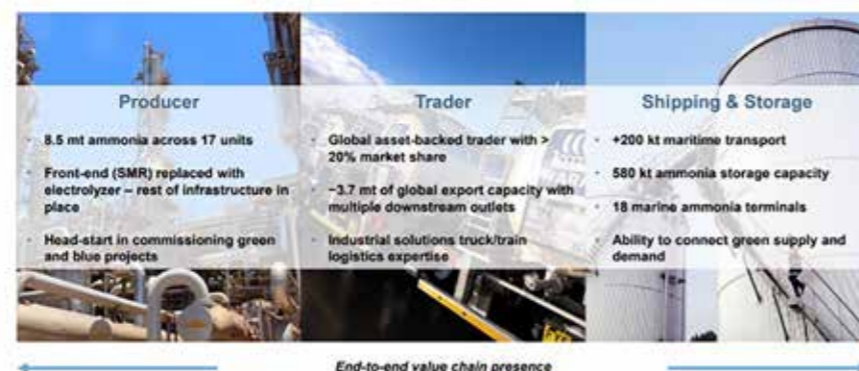 Producer
8.5 mt ammonia across 17 units
Front-end (SMR) replaced with
electrolyzer – rest of infrastructure in
place
Head-start in commissioning green
and blue projects
Trader
Global asset-backed trader with >
20% market share
~3.7 mt of global export capacity with
multiple downstream outlets
Industrial solutions truck/train
logistics expertise
Shipping & Storage
+200 kt maritime transport
580 kt ammonia storage capacity
18 marine ammonia terminals
Ability to connect green supply and
demand
End-to-end value chain presence